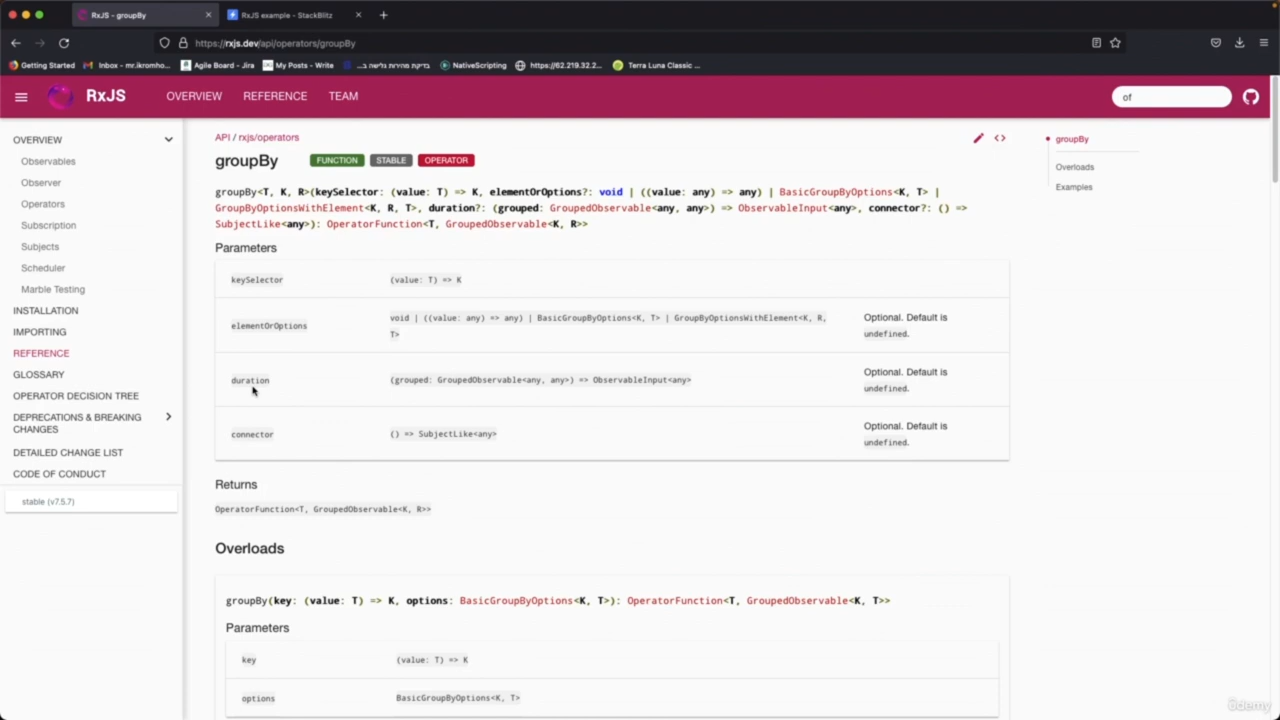 RxJS - groupBy
RxJS example - StackBlitz
https://rxjs.dev/api/operators/groupBy
Getting Started
Inbox - mr.ikromho...
Agile Board - Jira
My Posts - Write
בדיקת מהירות גלישה ב...
NativeScripting
https://62.219.32.2...
Terra Luna Classic ...
RxJS
OVERVIEW
REFERENCE
TEAM
of
OVERVIEW
Observables
Observer
Operators
Subscription
Subjects
Scheduler
Marble Testing
INSTALLATION
IMPORTING
REFERENCE
GLOSSARY
OPERATOR DECISION TREE
DEPRECATIONS & BREAKING
CHANGES
DETAILED CHANGE LIST
CODE OF CONDUCT
stable (v7.5.7)
API / rxjs/operators
groupBy FUNCTION STABLE OPERATOR
groupBy<T, K, R>(keySelector: (value: T) => K, elementOrOptions?: void | ((value: any) => any) | BasicGroupByOptions<K, T> |
GroupByOptionsWithElement<K, R, T>, duration?: (grouped: GroupedObservable<any, any>) => ObservableInput<any>, connector?: () =>
SubjectLike<any>): OperatorFunction<T, GroupedObservable<K, R>>
Parameters
keySelector (value: T) => K
elementOrOptions
void | ((value: any) => any) | BasicGroupByOptions<K, T> | GroupByOptionsWithElement<K, R,
T>
Optional. Default is
undefined.
duration (grouped: GroupedObservable<any, any>) => ObservableInput<any>
Optional. Default is
undefined.
connector () => SubjectLike<any>
Optional. Default is
undefined.
Returns
OperatorFunction<T, GroupedObservable<K, R>>
Overloads
groupBy(key: (value: T) => K, options: BasicGroupByOptions<K, T>): OperatorFunction<T, GroupedObservable<K, T>>
Parameters
key (value: T) => K
options BasicGroupByOptions<K, T>
groupBy
Overloads
Examples
ûdemy